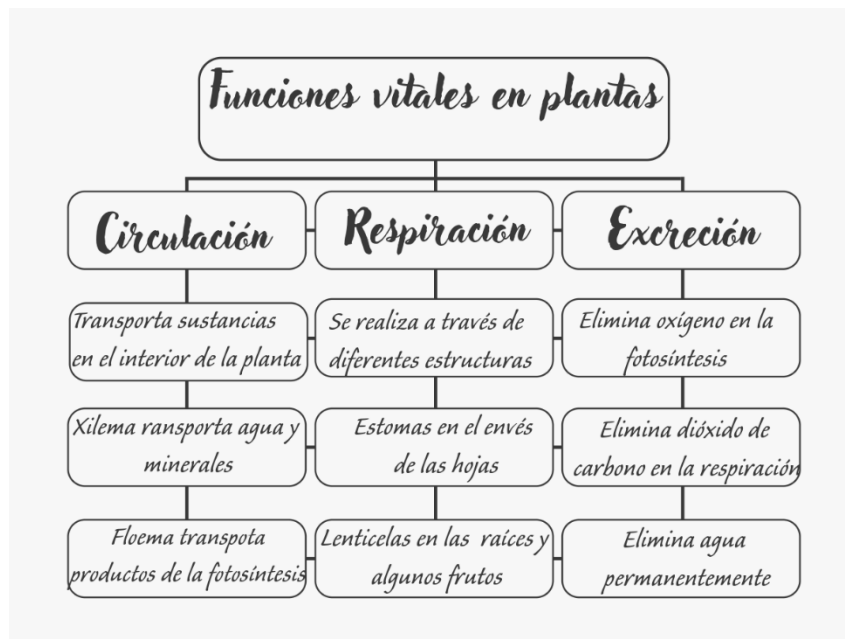 Funciones vitales en plantas
Circulación
Respiración
Excreción
Transporta sustancias
en el interior de la planta
Se realiza a través de
diferentes estructuras
Elimina oxígeno en la
fotosíntesis
Xilema ransporta agua y
minerales
Estomas en el envés
de las hojas
Elimina dióxido de
carbono en la respiración
Floema transpota
productos de la fotosíntesis
Lenticelas en las raíces y
algunos frutos
Elimina agua
permanentemente